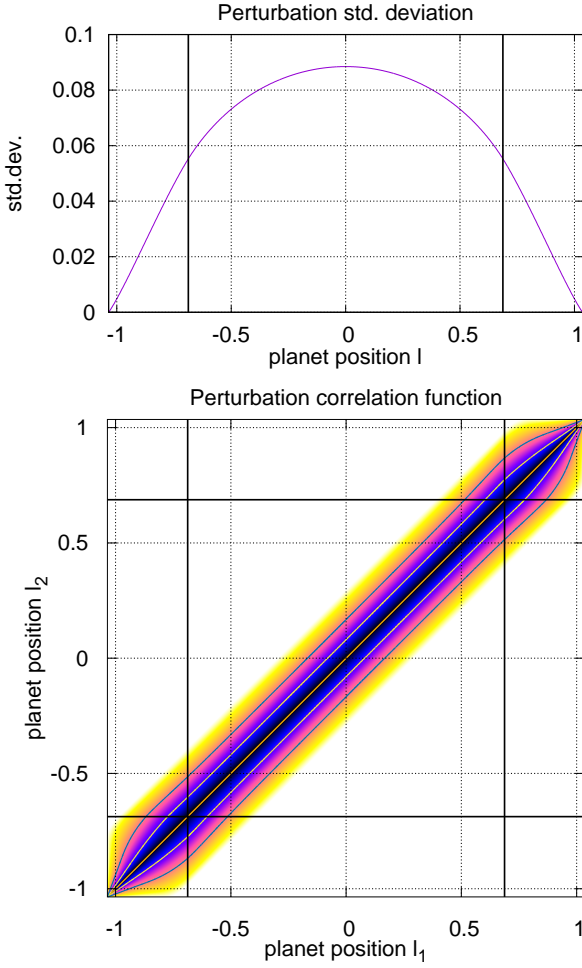 Perturbation std. deviation
0.1
0.08
0.06
0.04
0.02
0
std.dev.
-1 -0.5 0 0.5 1
planet position l
Perturbation correlation function
1
0.5
0
-0.5
-1
planet position l₂
-1 -0.5 0 0.5 1
planet position l₁